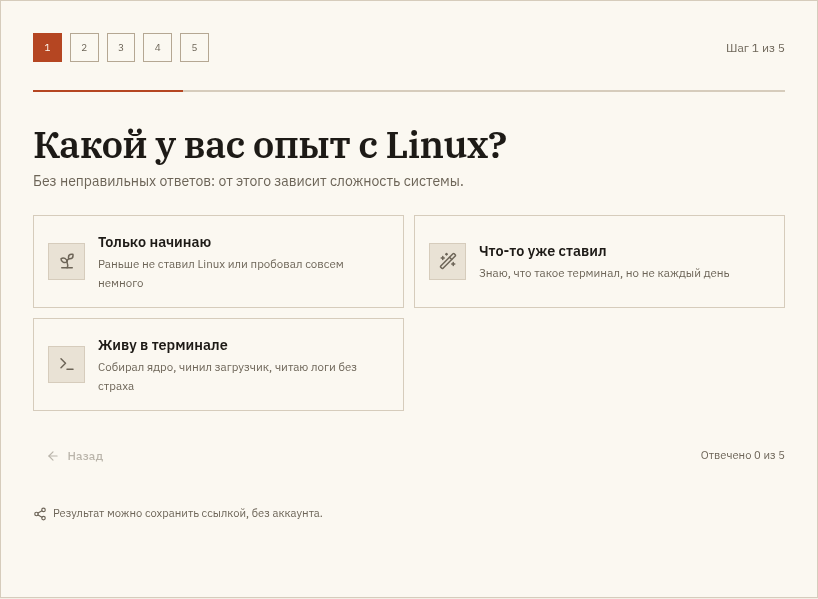 1 2 3 4 5
Шаг 1 из 5
Какой у вас опыт с Linux?
Без неправильных ответов: от этого зависит сложность системы.
Только начинаю
Раньше не ставил Linux или пробовал совсем
немного
Что-то уже ставил
Знаю, что такое терминал, но не каждый день
Живу в терминале
Собирал ядро, чинил загрузчик, читаю логи без
страха
Назад
Отвечено 0 из 5
Результат можно сохранить ссылкой, без аккаунта.